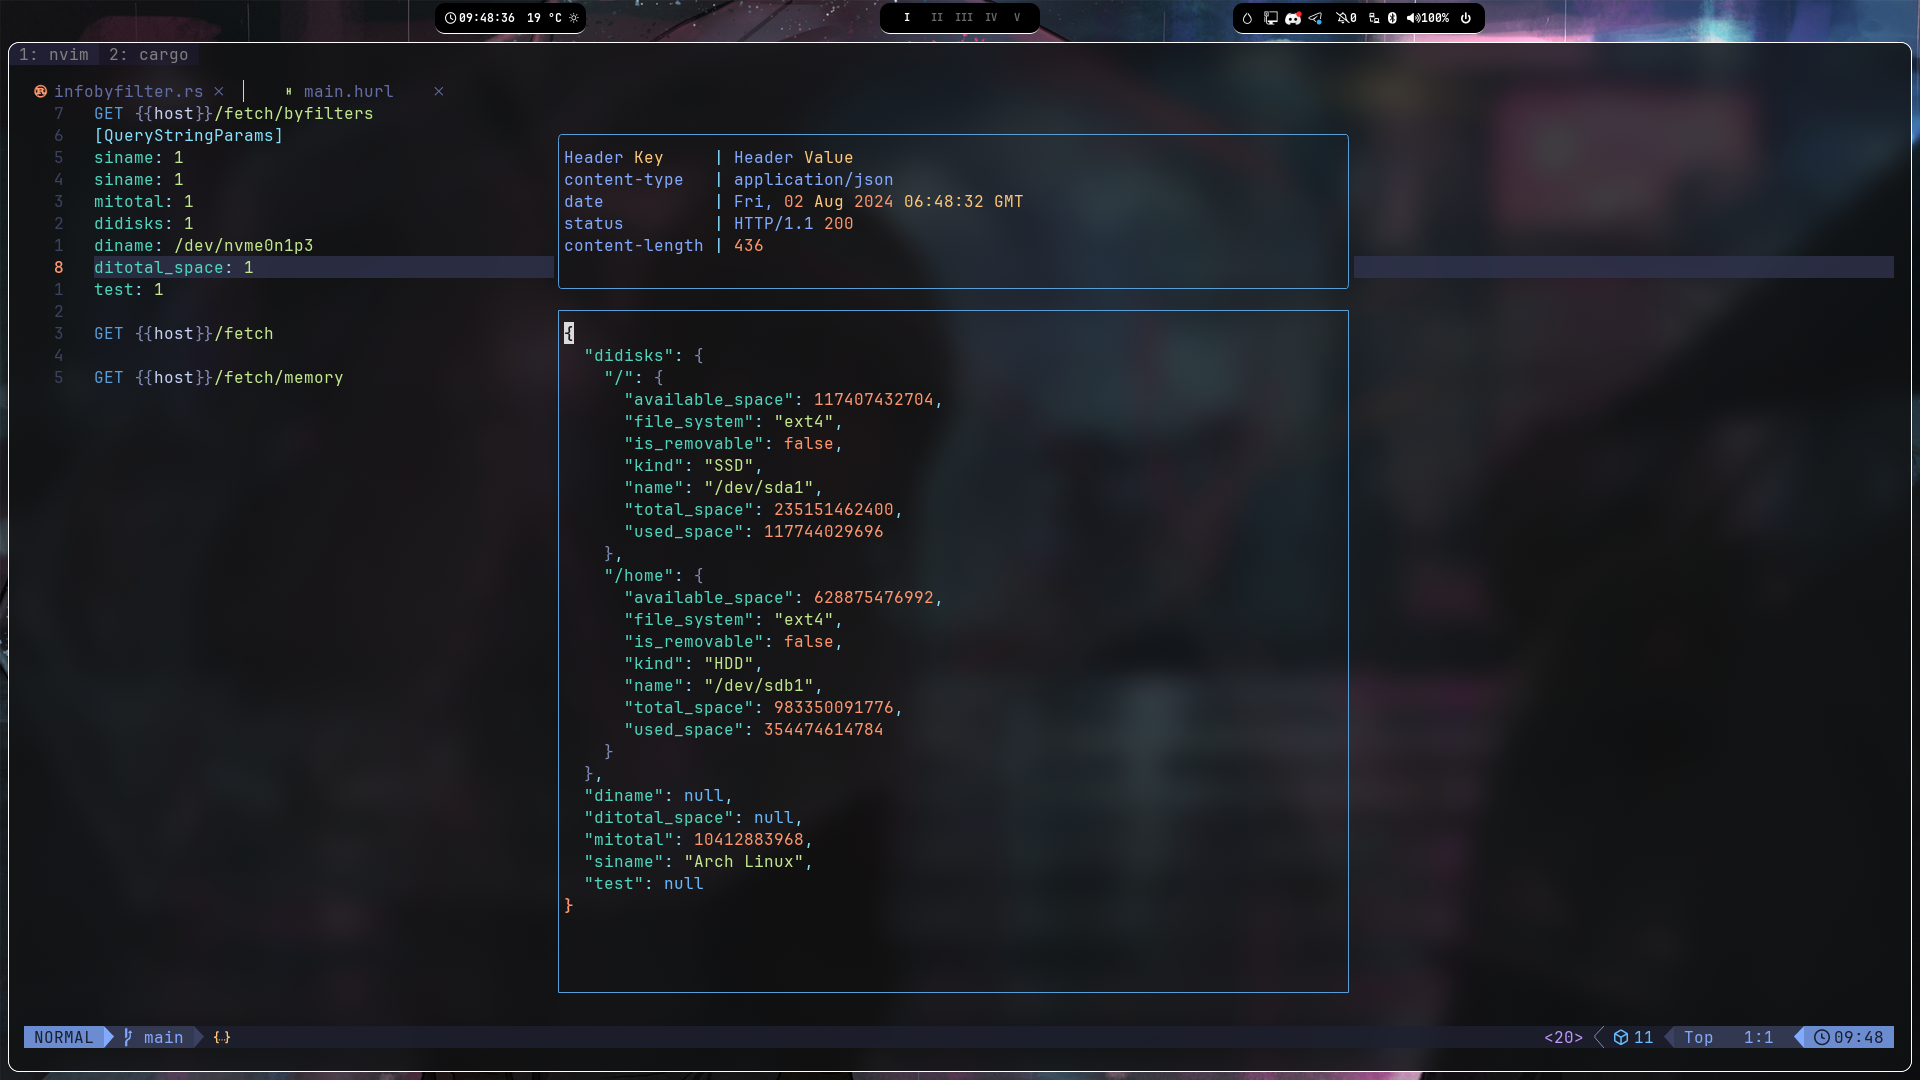 09:48:36 19 °C
I II III IV V
0 100%
1: nvim 2: cargo
infobyfilter.rs × main.hurl ×
7 GET {{host}}/fetch/byfilters
6 [QueryStringParams]
5 siname: 1
4 siname: 1
3 mitotal: 1
2 didisks: 1
1 diname: /dev/nvme0n1p3
8 ditotal_space: 1
1 test: 1
2
3 GET {{host}}/fetch
4
5 GET {{host}}/fetch/memory
Header Key | Header Value
content-type | application/json
date | Fri, 02 Aug 2024 06:48:32 GMT
status | HTTP/1.1 200
content-length | 436
{
"didisks": {
"/": {
"available_space": 117407432704,
"file_system": "ext4",
"is_removable": false,
"kind": "SSD",
"name": "/dev/sda1",
"total_space": 235151462400,
"used_space": 117744029696
},
"/home": {
"available_space": 628875476992,
"file_system": "ext4",
"is_removable": false,
"kind": "HDD",
"name": "/dev/sdb1",
"total_space": 983350091776,
"used_space": 354474614784
}
},
"diname": null,
"ditotal_space": null,
"mitotal": 10412883968,
"siname": "Arch Linux",
"test": null
}
NORMAL main {..} <20> 11 Top 1:1 09:48